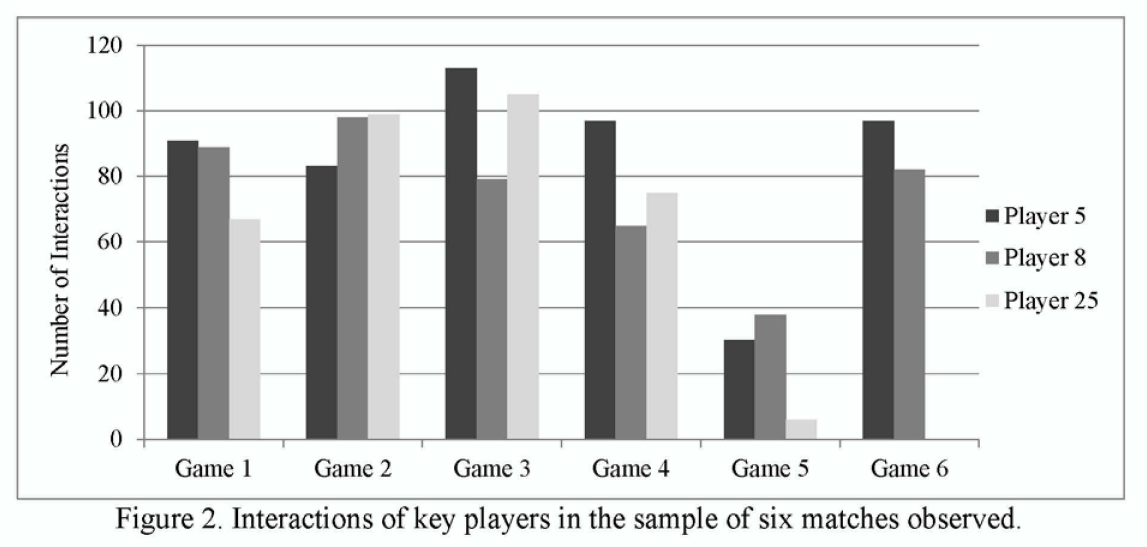 120
100
80
60
40
20
0
Number of Interactions
Game 1 Game 2 Game 3 Game 4 Game 5 Game 6
Player 5
Player 8
Player 25
Figure 2. Interactions of key players in the sample of six matches observed.